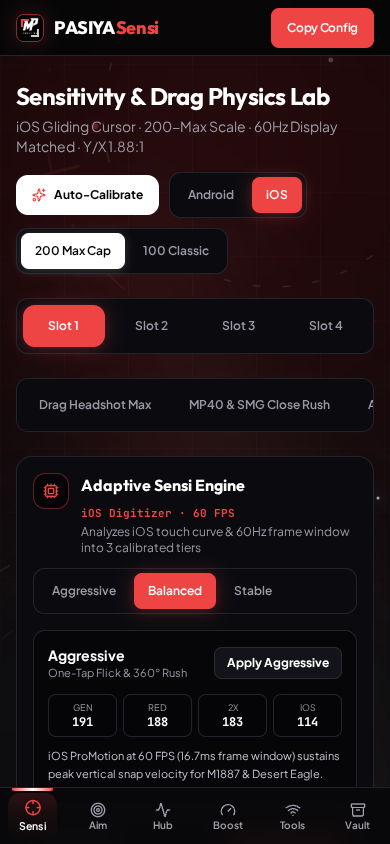 PASIYA Sensi
Copy Config
Sensitivity & Drag Physics Lab
iOS Gliding Cursor · 200–Max Scale · 60Hz Display
Matched · Y/X 1.88:1
Auto-Calibrate
Android
iOS
200 Max Cap
100 Classic
Slot 1
Slot 2
Slot 3
Slot 4
Drag Headshot Max
MP40 & SMG Close Rush
Adaptive Sensi Engine
iOS Digitizer · 60 FPS
Analyzes iOS touch curve & 60Hz frame window
into 3 calibrated tiers
Aggressive
Balanced
Stable
Aggressive
One-Tap Flick & 360° Rush
Apply Aggressive
GEN
RED
2X
IOS
191
188
183
114
iOS ProMotion at 60 FPS (16.7ms frame window) sustains
peak vertical snap velocity for M1887 & Desert Eagle.
Sensi
Aim
Hub
Boost
Tools
Vault